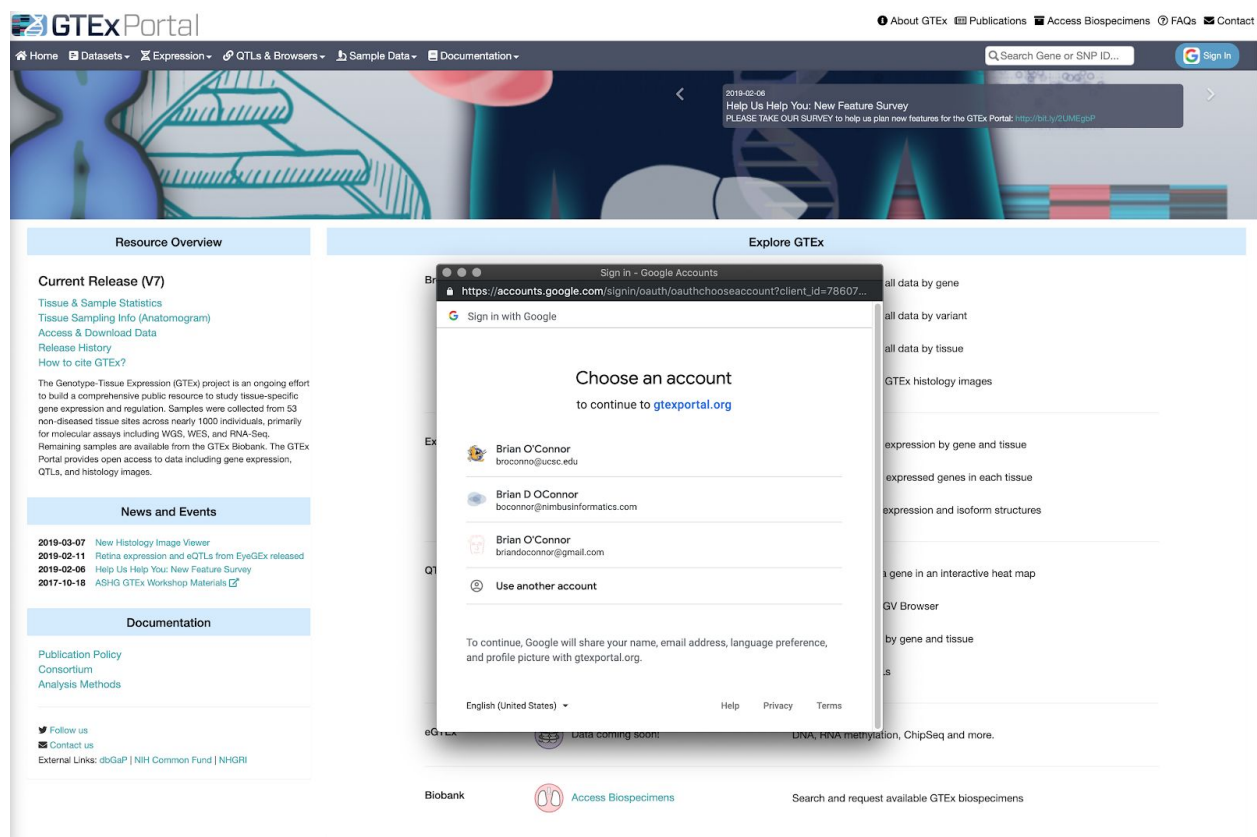 GTEx Portal
About GTEx Publications Access Biospecimens FAQs Contact
Home Datasets Expression QTLs & Browsers Sample Data Documentation
Search Gene or SNP ID...
Sign In
2019-02-06
Help Us Help You: New Feature Survey
PLEASE TAKE OUR SURVEY to help us plan new features for the GTEx Portal: http://bit.ly/2UMEgbP
Resource Overview
Current Release (V7)
Tissue & Sample Statistics
Tissue Sampling Info (Anatomogram)
Access & Download Data
Release History
How to cite GTEx?
The Genotype-Tissue Expression (GTEx) project is an ongoing effort
to build a comprehensive public resource to study tissue-specific
gene expression and regulation. Samples were collected from 53
non-diseased tissue sites across nearly 1000 individuals, primarily
for molecular assays including WGS, WES, and RNA-Seq.
Remaining samples are available from the GTEx Biobank. The GTEx
Portal provides open access to data including gene expression,
QTLs, and histology images.
News and Events
2019-03-07 New Histology Image Viewer
2019-02-11 Retina expression and eQTLs from EyeGEx released
2019-02-06 Help Us Help You: New Feature Survey
2017-10-18 ASHG GTEx Workshop Materials
Documentation
Publication Policy
Consortium
Analysis Methods
Follow us
Contact us
External Links: dbGaP | NIH Common Fund | NHGRI
Explore GTEx
Br
all data by gene
all data by variant
all data by tissue
GTEx histology images
Ex
expression by gene and tissue
expressed genes in each tissue
expression and isoform structures
QT
a gene in an interactive heat map
GV Browser
by gene and tissue
Sign in - Google Accounts
https://accounts.google.com/signin/oauth/oauthchooseaccount?client_id=78607...
Sign in with Google
Choose an account
to continue to gtexportal.org
Brian O'Connor
broconno@ucsc.edu
Brian D OConnor
boconnor@nimbusinformatics.com
Brian O'Connor
briandoconnor@gmail.com
Use another account
To continue, Google will share your name, email address, language preference,
and profile picture with gtexportal.org.
English (United States) Help Privacy Terms
eGTEx Data coming soon! DNA, RNA methylation, ChipSeq and more.
Biobank Access Biospecimens Search and request available GTEx biospecimens